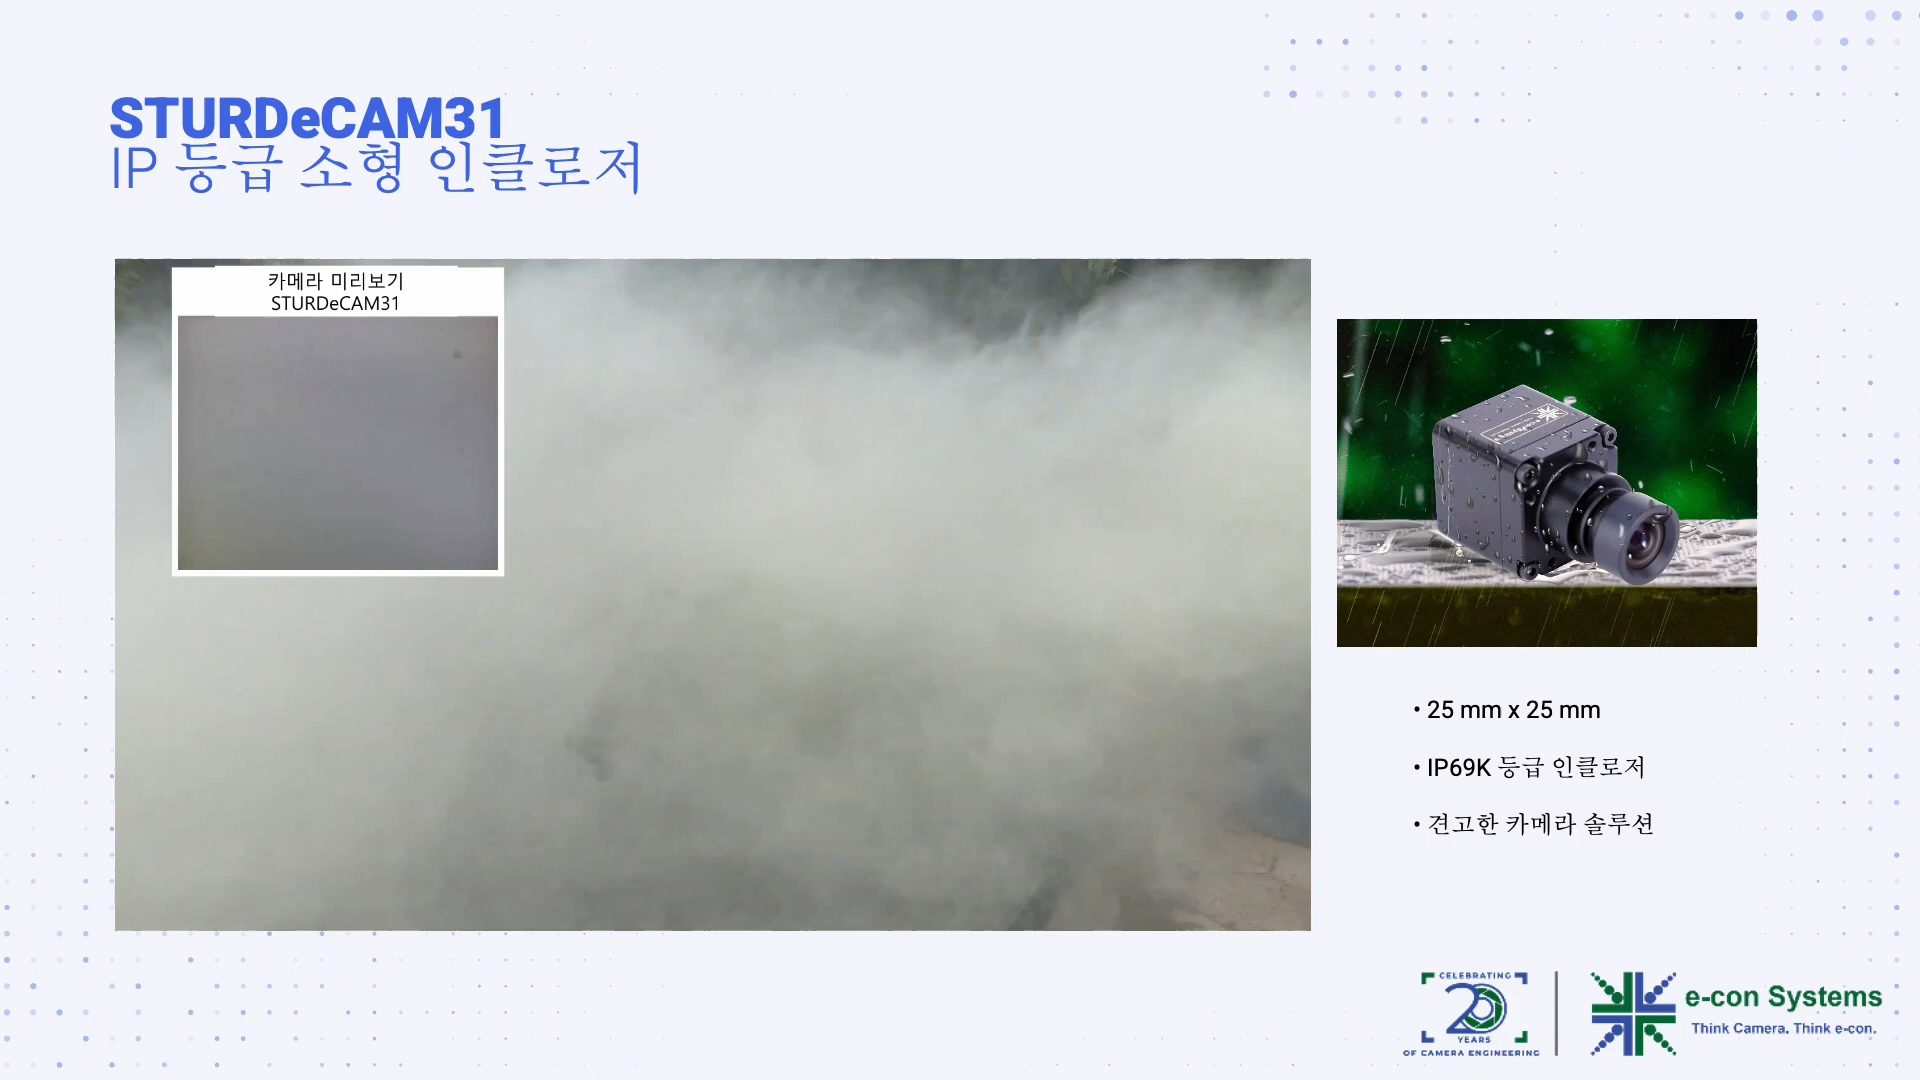 STURDeCAM31
IP 등급 소형 인클로저
카메라 미리보기
STURDeCAM31
• 25 mm x 25 mm
• IP69K 등급 인클로저
• 견고한 카메라 솔루션
CELEBRATING
20
YEARS
OF CAMERA ENGINEERING
e-con Systems
Think Camera. Think e-con.